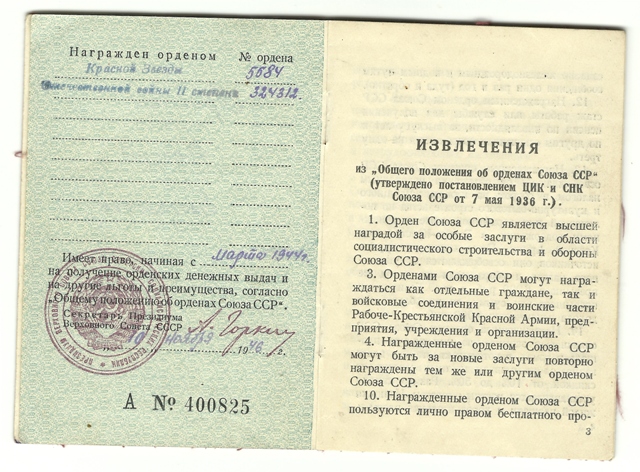 Награжден орденом № ордена
Красной Звезды 5584
Отечественной войны II степени 324312.
Имеет право, начиная с марта 1944 г.
на получение орденских денежных выдач и
на другие льготы и преимущества, согласно
„Общему положению об орденах Союза ССР“.
Секретарь Президиума
Верховного Совета ССР А. Горкин
ноября 1946 г.
А № 400825
ИЗВЛЕЧЕНИЯ
из „Общего положения об орденах Союза ССР“
(утверждено постановлением ЦИК и СНК
Союза ССР от 7 мая 1936 г.).
1. Орден Союза ССР является высшей
наградой за особые заслуги в области
социалистического строительства и обороны
Союза ССР.
3. Орденами Союза ССР могут на-
граждаться как отдельные граждане, так и
войсковые соединения и воинские части
Рабоче-Крестьянской Красной Армии, пред-
приятия, учреждения и организации.
4. Награжденные орденом Союза ССР
могут быть за новые заслуги повторно
награждены тем же или другим орденом
Союза ССР.
10. Награжденные орденом Союза ССР
пользуются лично правом бесплатного про-
3